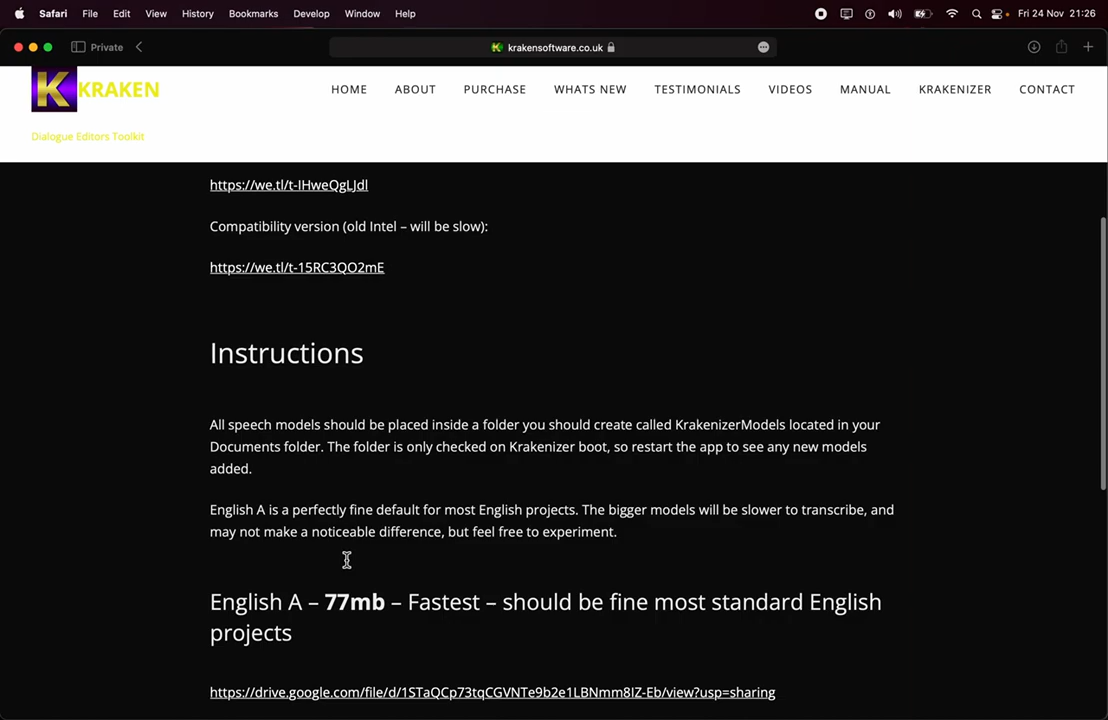 Safari File Edit View History Bookmarks Develop Window Help Fri 24 Nov 21:26
Private krakensoftware.co.uk
K KRAKEN
HOME ABOUT PURCHASE WHATS NEW TESTIMONIALS VIDEOS MANUAL KRAKENIZER CONTACT
Dialogue Editors Toolkit
https://we.tl/t-IHweQgLJdl
Compatibility version (old Intel – will be slow):
https://we.tl/t-15RC3QO2mE
Instructions
All speech models should be placed inside a folder you should create called KrakenizerModels located in your
Documents folder. The folder is only checked on Krakenizer boot, so restart the app to see any new models
added.
English A is a perfectly fine default for most English projects. The bigger models will be slower to transcribe, and
may not make a noticeable difference, but feel free to experiment.
English A – 77mb – Fastest – should be fine most standard English
projects
https://drive.google.com/file/d/1STaQCp73tqCGVNTe9b2e1LBNmm8IZ-Eb/view?usp=sharing